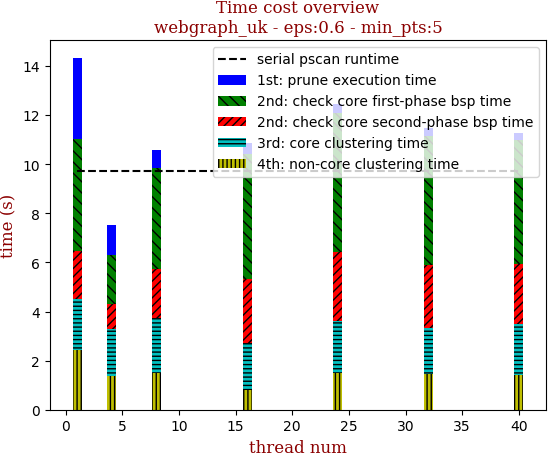 Time cost overview
webgraph_uk - eps:0.6 - min_pts:5
serial pscan runtime
1st: prune execution time
2nd: check core first-phase bsp time
2nd: check core second-phase bsp time
3rd: core clustering time
4th: non-core clustering time
time (s)
14
12
10
8
6
4
2
0
0 5 10 15 20 25 30 35 40
thread num